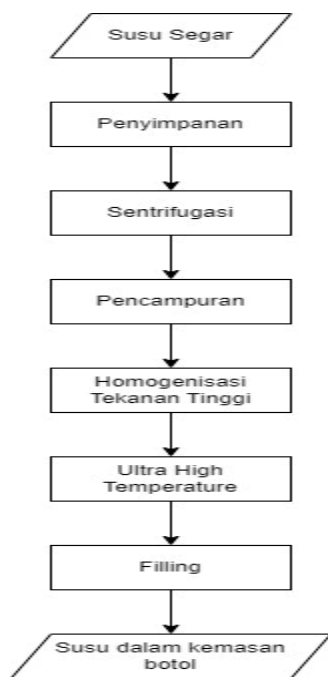 Susu Segar
Penyimpanan
Sentrifugasi
Pencampuran
Homogenisasi
Tekanan Tinggi
Ultra High
Temperature
Filling
Susu dalam kemasan
botol